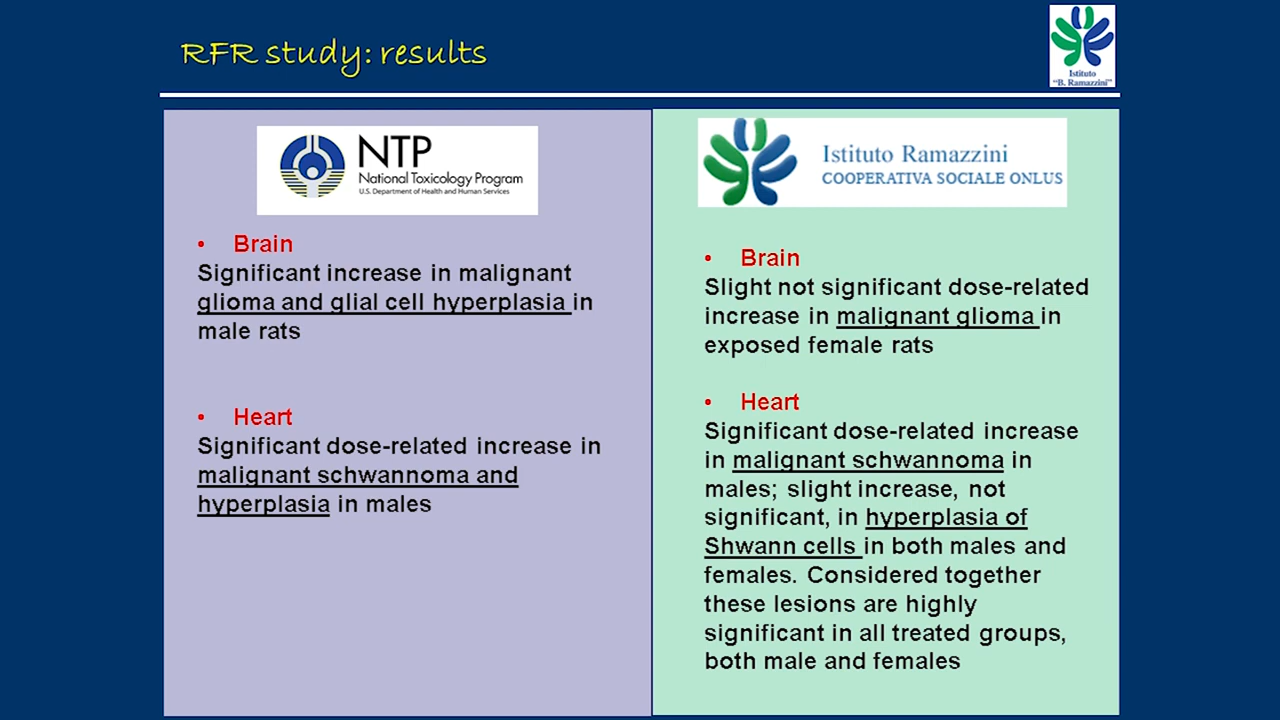 RFR study: results
Istituto
"B. Ramazzini"
NTP
National Toxicology Program
U.S. Department of Health and Human Services
• Brain
Significant increase in malignant
glioma and glial cell hyperplasia in
male rats
• Heart
Significant dose-related increase in
malignant schwannoma and
hyperplasia in males
Istituto Ramazzini
COOPERATIVA SOCIALE ONLUS
• Brain
Slight not significant dose-related
increase in malignant glioma in
exposed female rats
• Heart
Significant dose-related increase
in malignant schwannoma in
males; slight increase, not
significant, in hyperplasia of
Shwann cells in both males and
females. Considered together
these lesions are highly
significant in all treated groups,
both male and females